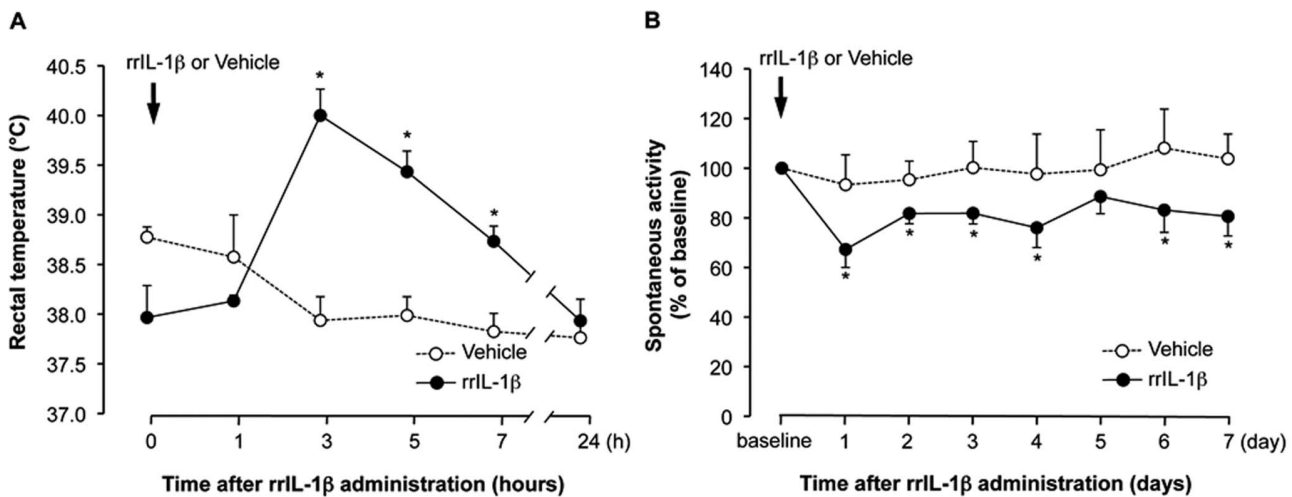 A
rrIL-1β or Vehicle
Rectal temperature (°C)
40.5
40.0
39.5
39.0
38.5
38.0
37.5
37.0
*
*
*
Vehicle
rrIL-1β
0 1 3 5 7 24 (h)
Time after rrIL-1β administration (hours)
B
rrIL-1β or Vehicle
Spontaneous activity
(% of baseline)
140
120
100
80
60
40
20
0
* * * * * *
Vehicle
rrIL-1β
baseline 1 2 3 4 5 6 7 (day)
Time after rrIL-1β administration (days)